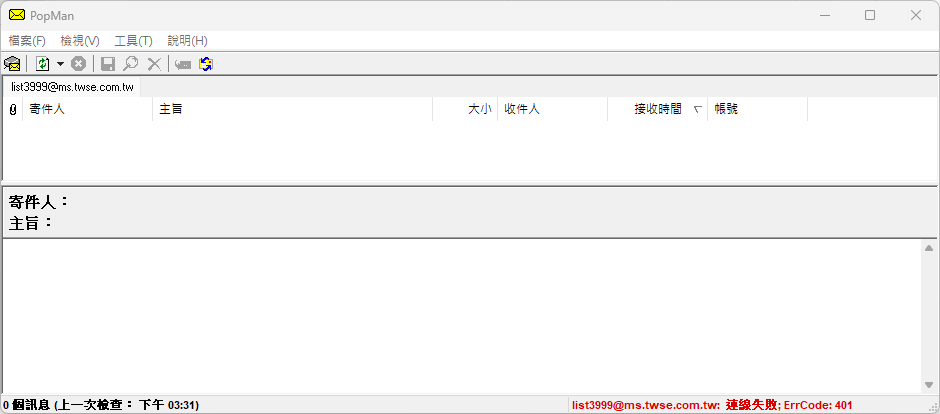 PopMan
檔案(F) 檢視(V) 工具(T) 說明(H)
list3999@ms.twse.com.tw
寄件人 主旨 大小 收件人 接收時間 帳號
寄件人：
主旨：
0 個訊息 (上一次檢查： 下午 03:31) list3999@ms.twse.com.tw: 連線失敗; ErrCode: 401